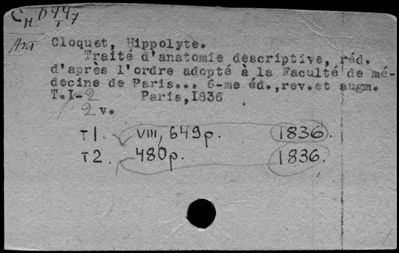 Cloquet, Hippolyte.
Traité d'anatomie descriptive, réd.
d'après l'ordre adopté à la Faculté de mé-
decine de Paris... 6-me éd.,rev.et augm.
T.I-2 Paris,1836
2 v.
T1. VIII, 649p. 1836.
T2. 480p. 1836.